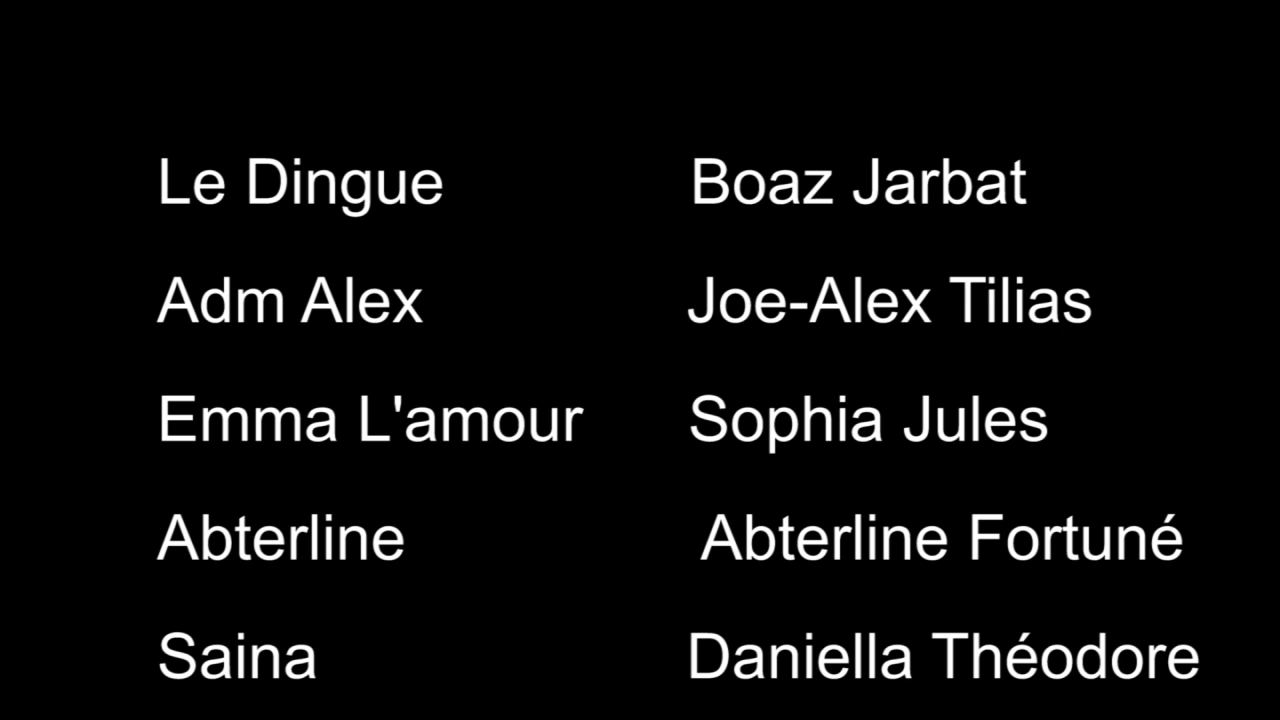 Le Dingue Boaz Jarbat
Adm Alex Joe-Alex Tilias
Emma L'amour Sophia Jules
Abterline Abterline Fortuné
Saina Daniella Théodore